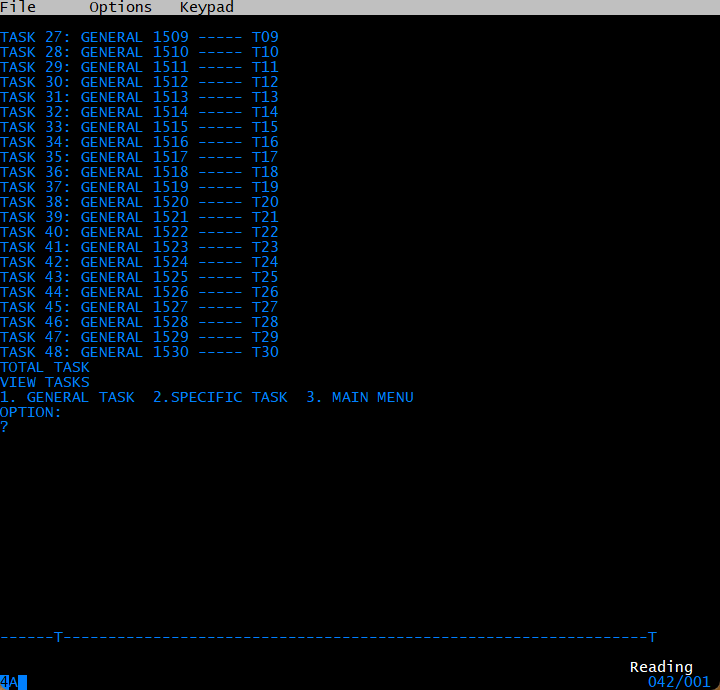 File      Options   Keypad
TASK 27: GENERAL 1509 ----- T09
TASK 28: GENERAL 1510 ----- T10
TASK 29: GENERAL 1511 ----- T11
TASK 30: GENERAL 1512 ----- T12
TASK 31: GENERAL 1513 ----- T13
TASK 32: GENERAL 1514 ----- T14
TASK 33: GENERAL 1515 ----- T15
TASK 34: GENERAL 1516 ----- T16
TASK 35: GENERAL 1517 ----- T17
TASK 36: GENERAL 1518 ----- T18
TASK 37: GENERAL 1519 ----- T19
TASK 38: GENERAL 1520 ----- T20
TASK 39: GENERAL 1521 ----- T21
TASK 40: GENERAL 1522 ----- T22
TASK 41: GENERAL 1523 ----- T23
TASK 42: GENERAL 1524 ----- T24
TASK 43: GENERAL 1525 ----- T25
TASK 44: GENERAL 1526 ----- T26
TASK 45: GENERAL 1527 ----- T27
TASK 46: GENERAL 1528 ----- T28
TASK 47: GENERAL 1529 ----- T29
TASK 48: GENERAL 1530 ----- T30
TOTAL TASK
VIEW TASKS
1. GENERAL TASK  2.SPECIFIC TASK  3. MAIN MENU
OPTION:
?
------T-----------------------------------------------------------------T
Reading
4A 042/001